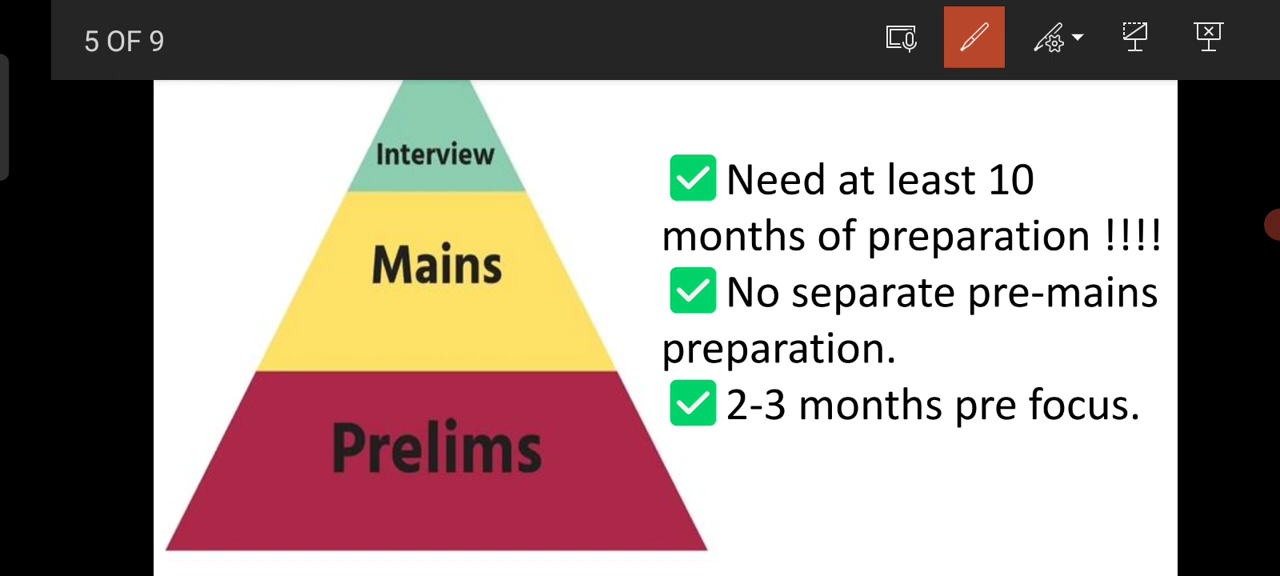 5 OF 9
Interview
Mains
Prelims
✅ Need at least 10
months of preparation !!!!
✅ No separate pre-mains
preparation.
✅ 2-3 months pre focus.